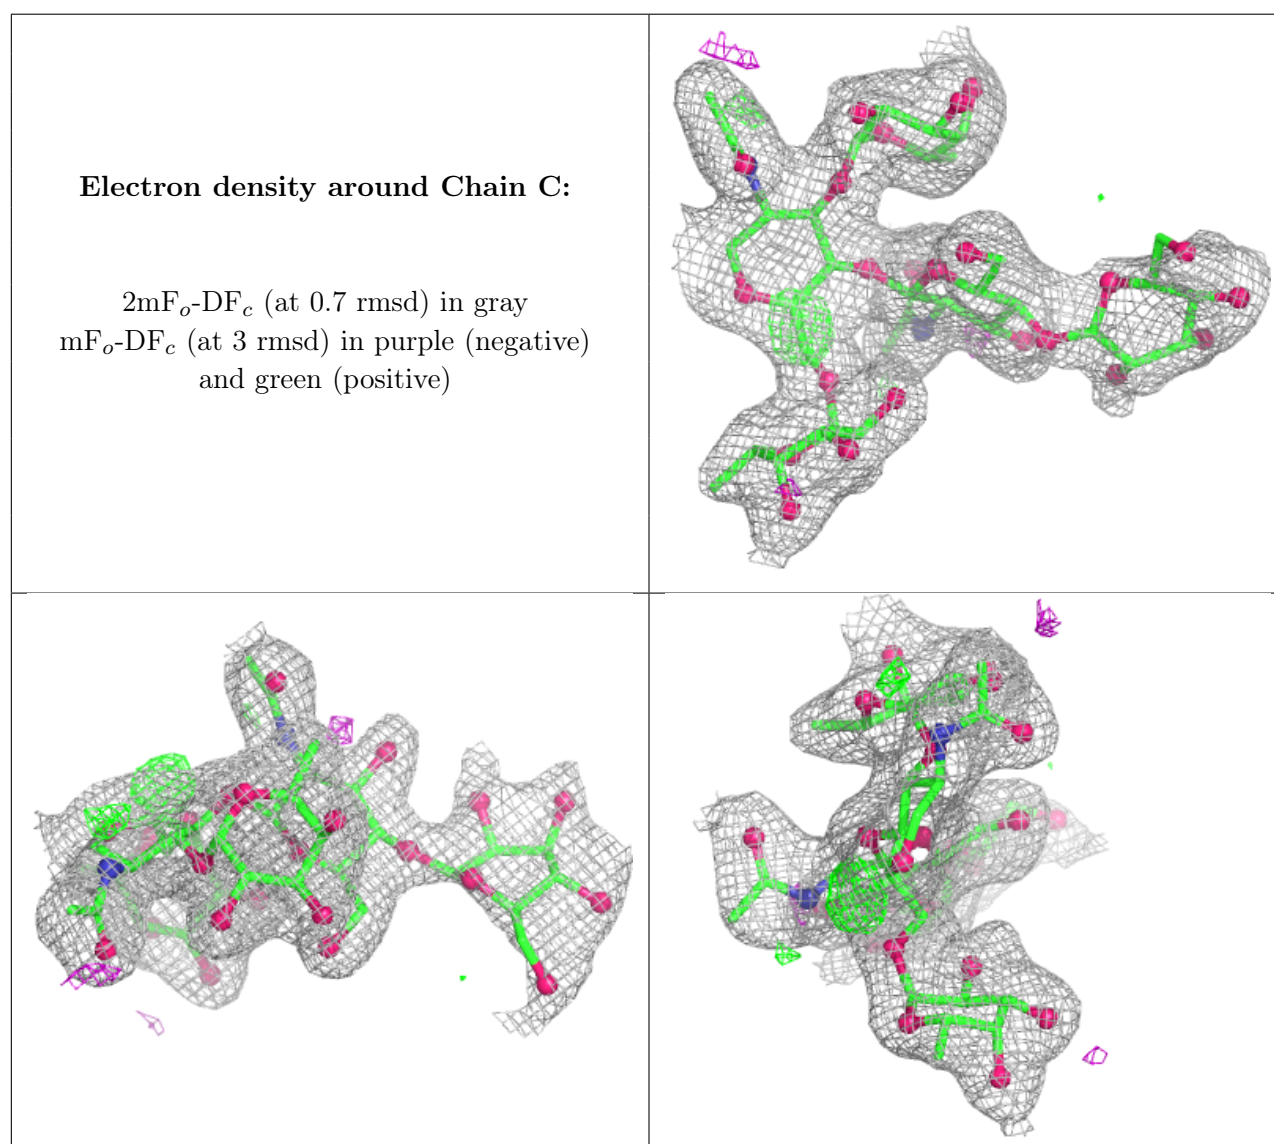 Electron density around Chain C:
2mFo-DFc (at 0.7 rmsd) in gray
mFo-DFc (at 3 rmsd) in purple (negative)
and green (positive)